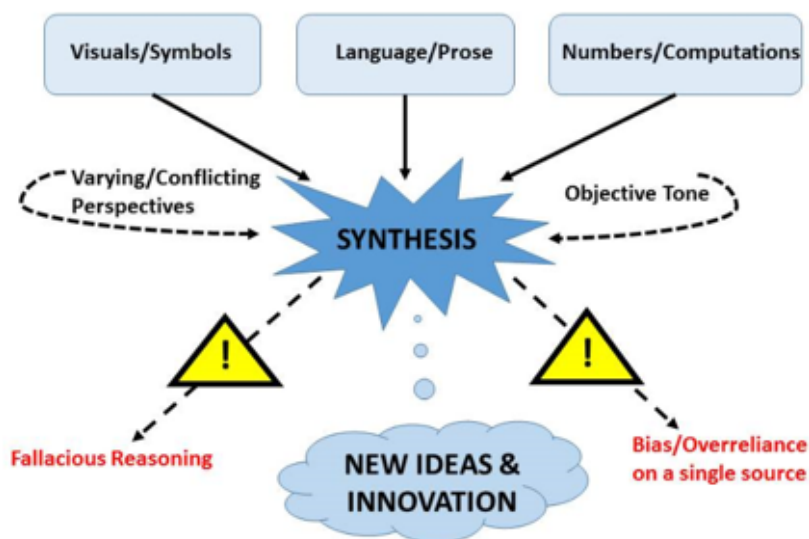 Visuals/Symbols
Language/Prose
Numbers/Computations
Varying/Conflicting
Perspectives
Objective Tone
SYNTHESIS
!
!
Fallacious Reasoning
Bias/Overreliance
on a single source
NEW IDEAS &
INNOVATION